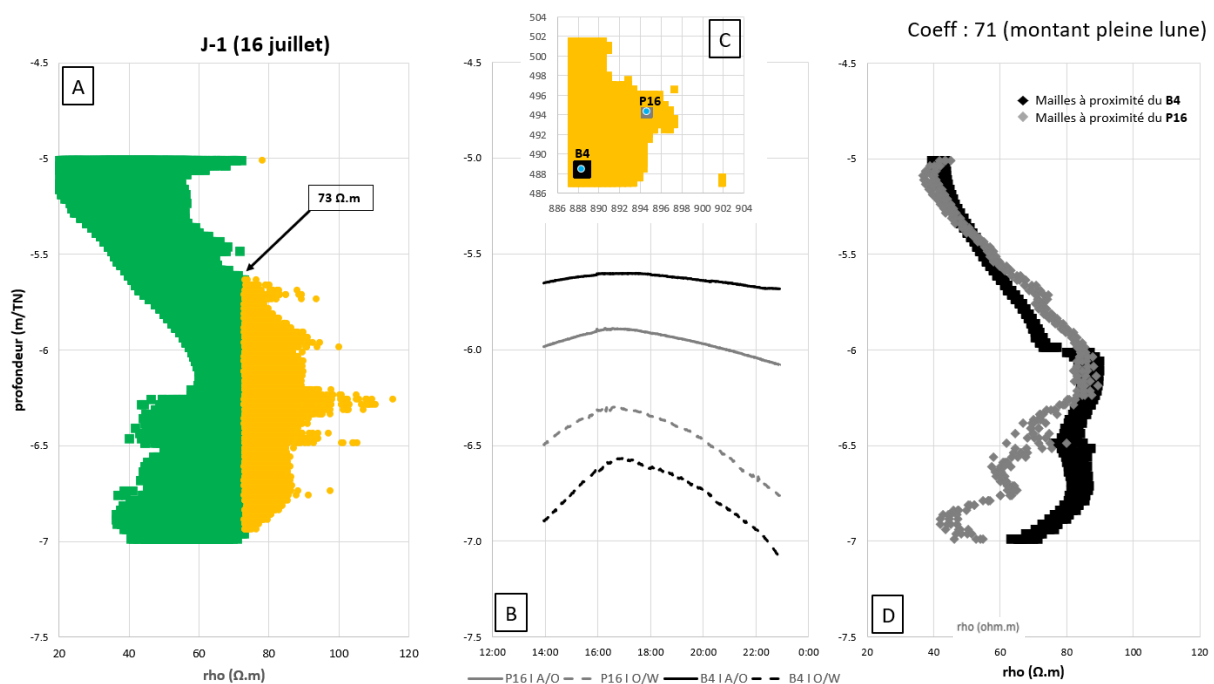 J-1 (16 juillet)
Coeff : 71 (montant pleine lune)
A
-4.5
-5
-5.5
-6
-6.5
-7
-7.5
20 40 60 80 100 120
profondeur (m/TN)
rho (Ω.m)
73 Ω.m
C
504
502
500
498
496
494
492
490
488
486
886 888 890 892 894 896 898 900 902 904
P16
B4
-4.5
-5.0
-5.5
-6.0
-6.5
-7.0
-7.5
B
12:00 14:00 16:00 18:00 20:00 22:00 0:00
P16 I A/O P16 I O/W B4 I A/O B4 I O/W
Mailles à proximité du B4
Mailles à proximité du P16
-4.5
-5
-5.5
-6
-6.5
-7
-7.5
D
rho (ohm.m)
20 40 60 80 100 120
rho (Ω.m)